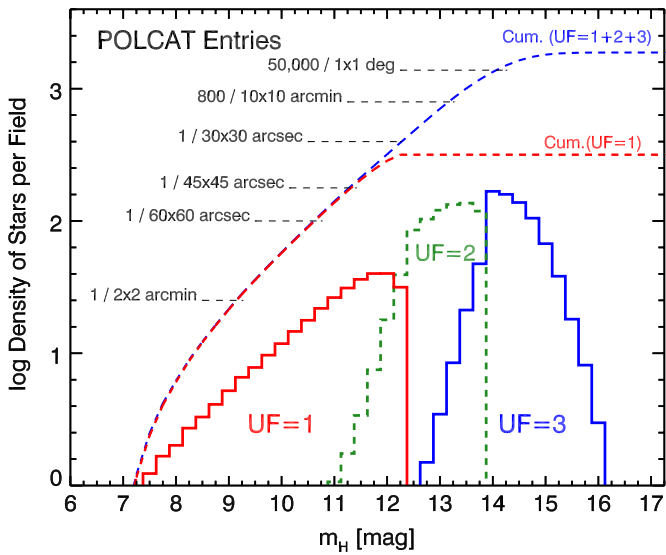 POLCAT Entries
Cum. (UF=1+2+3)
50,000 / 1x1 deg
800 / 10x10 arcmin
1 / 30x30 arcsec
Cum.(UF=1)
1 / 45x45 arcsec
1 / 60x60 arcsec
1 / 2x2 arcmin
UF=2
UF=1
UF=3
log Density of Stars per Field
3
2
1
0
6 7 8 9 10 11 12 13 14 15 16 17
m_H [mag]